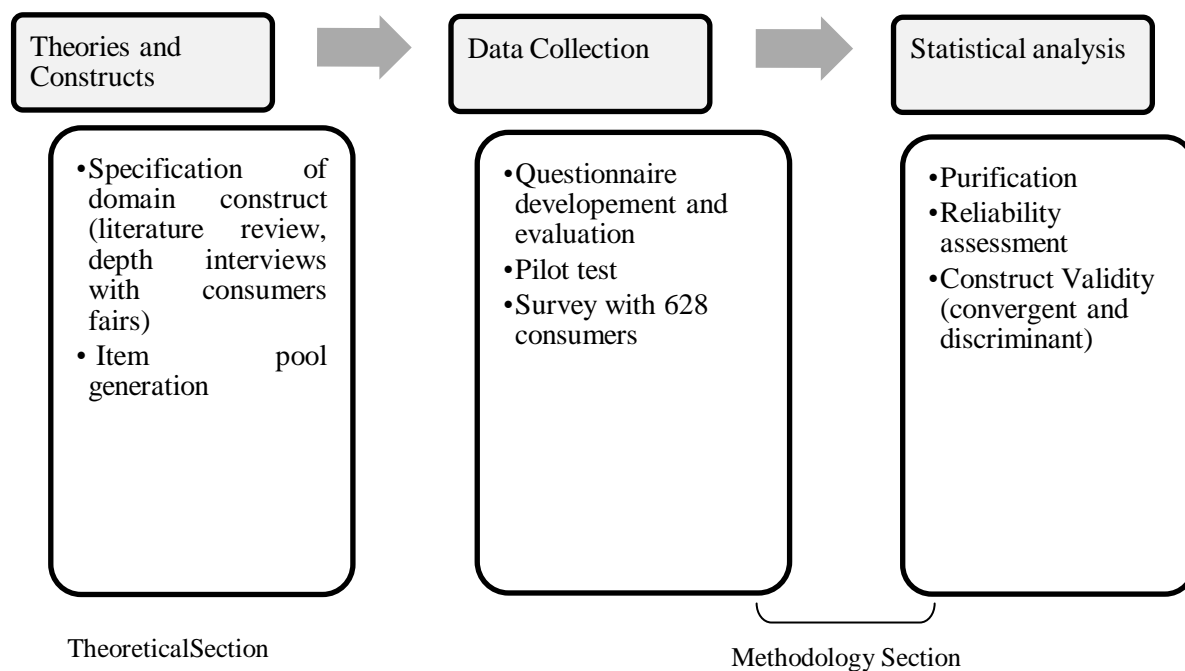 Theories and
Constructs
Data Collection
Statistical analysis
•Specification of
domain construct
(literature review,
depth interviews
with consumers
fairs)
• Item pool
generation
•Questionnaire
developement and
evaluation
•Pilot test
•Survey with 628
consumers
•Purification
•Reliability
assessment
•Construct Validity
(convergent and
discriminant)
TheoreticalSection
Methodology Section